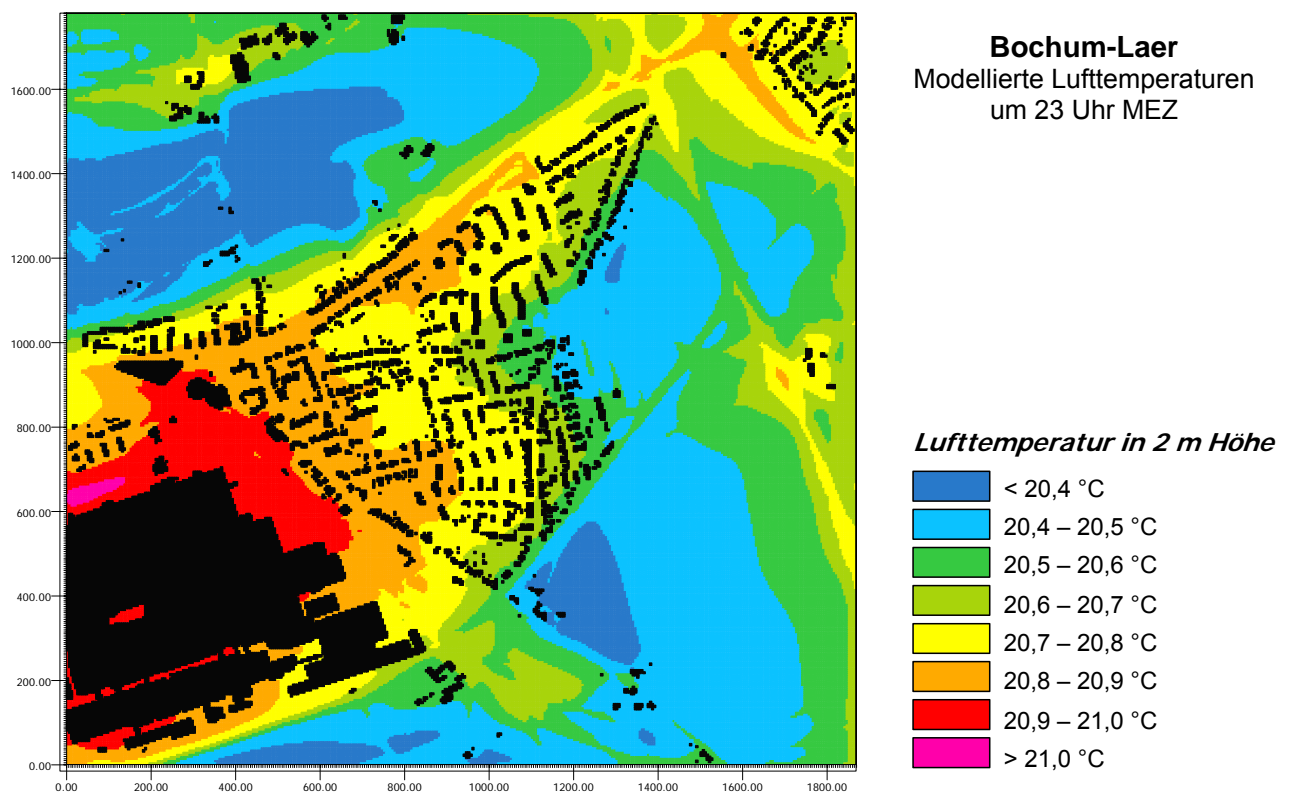 Bochum-Laer
Modellierte Lufttemperaturen
um 23 Uhr MEZ
1600.00
1400.00
1200.00
1000.00
800.00
600.00
400.00
200.00
0.00
0.00 200.00 400.00 600.00 800.00 1000.00 1200.00 1400.00 1600.00 1800.00
Lufttemperatur in 2 m Höhe
< 20,4 °C
20,4 – 20,5 °C
20,5 – 20,6 °C
20,6 – 20,7 °C
20,7 – 20,8 °C
20,8 – 20,9 °C
20,9 – 21,0 °C
> 21,0 °C